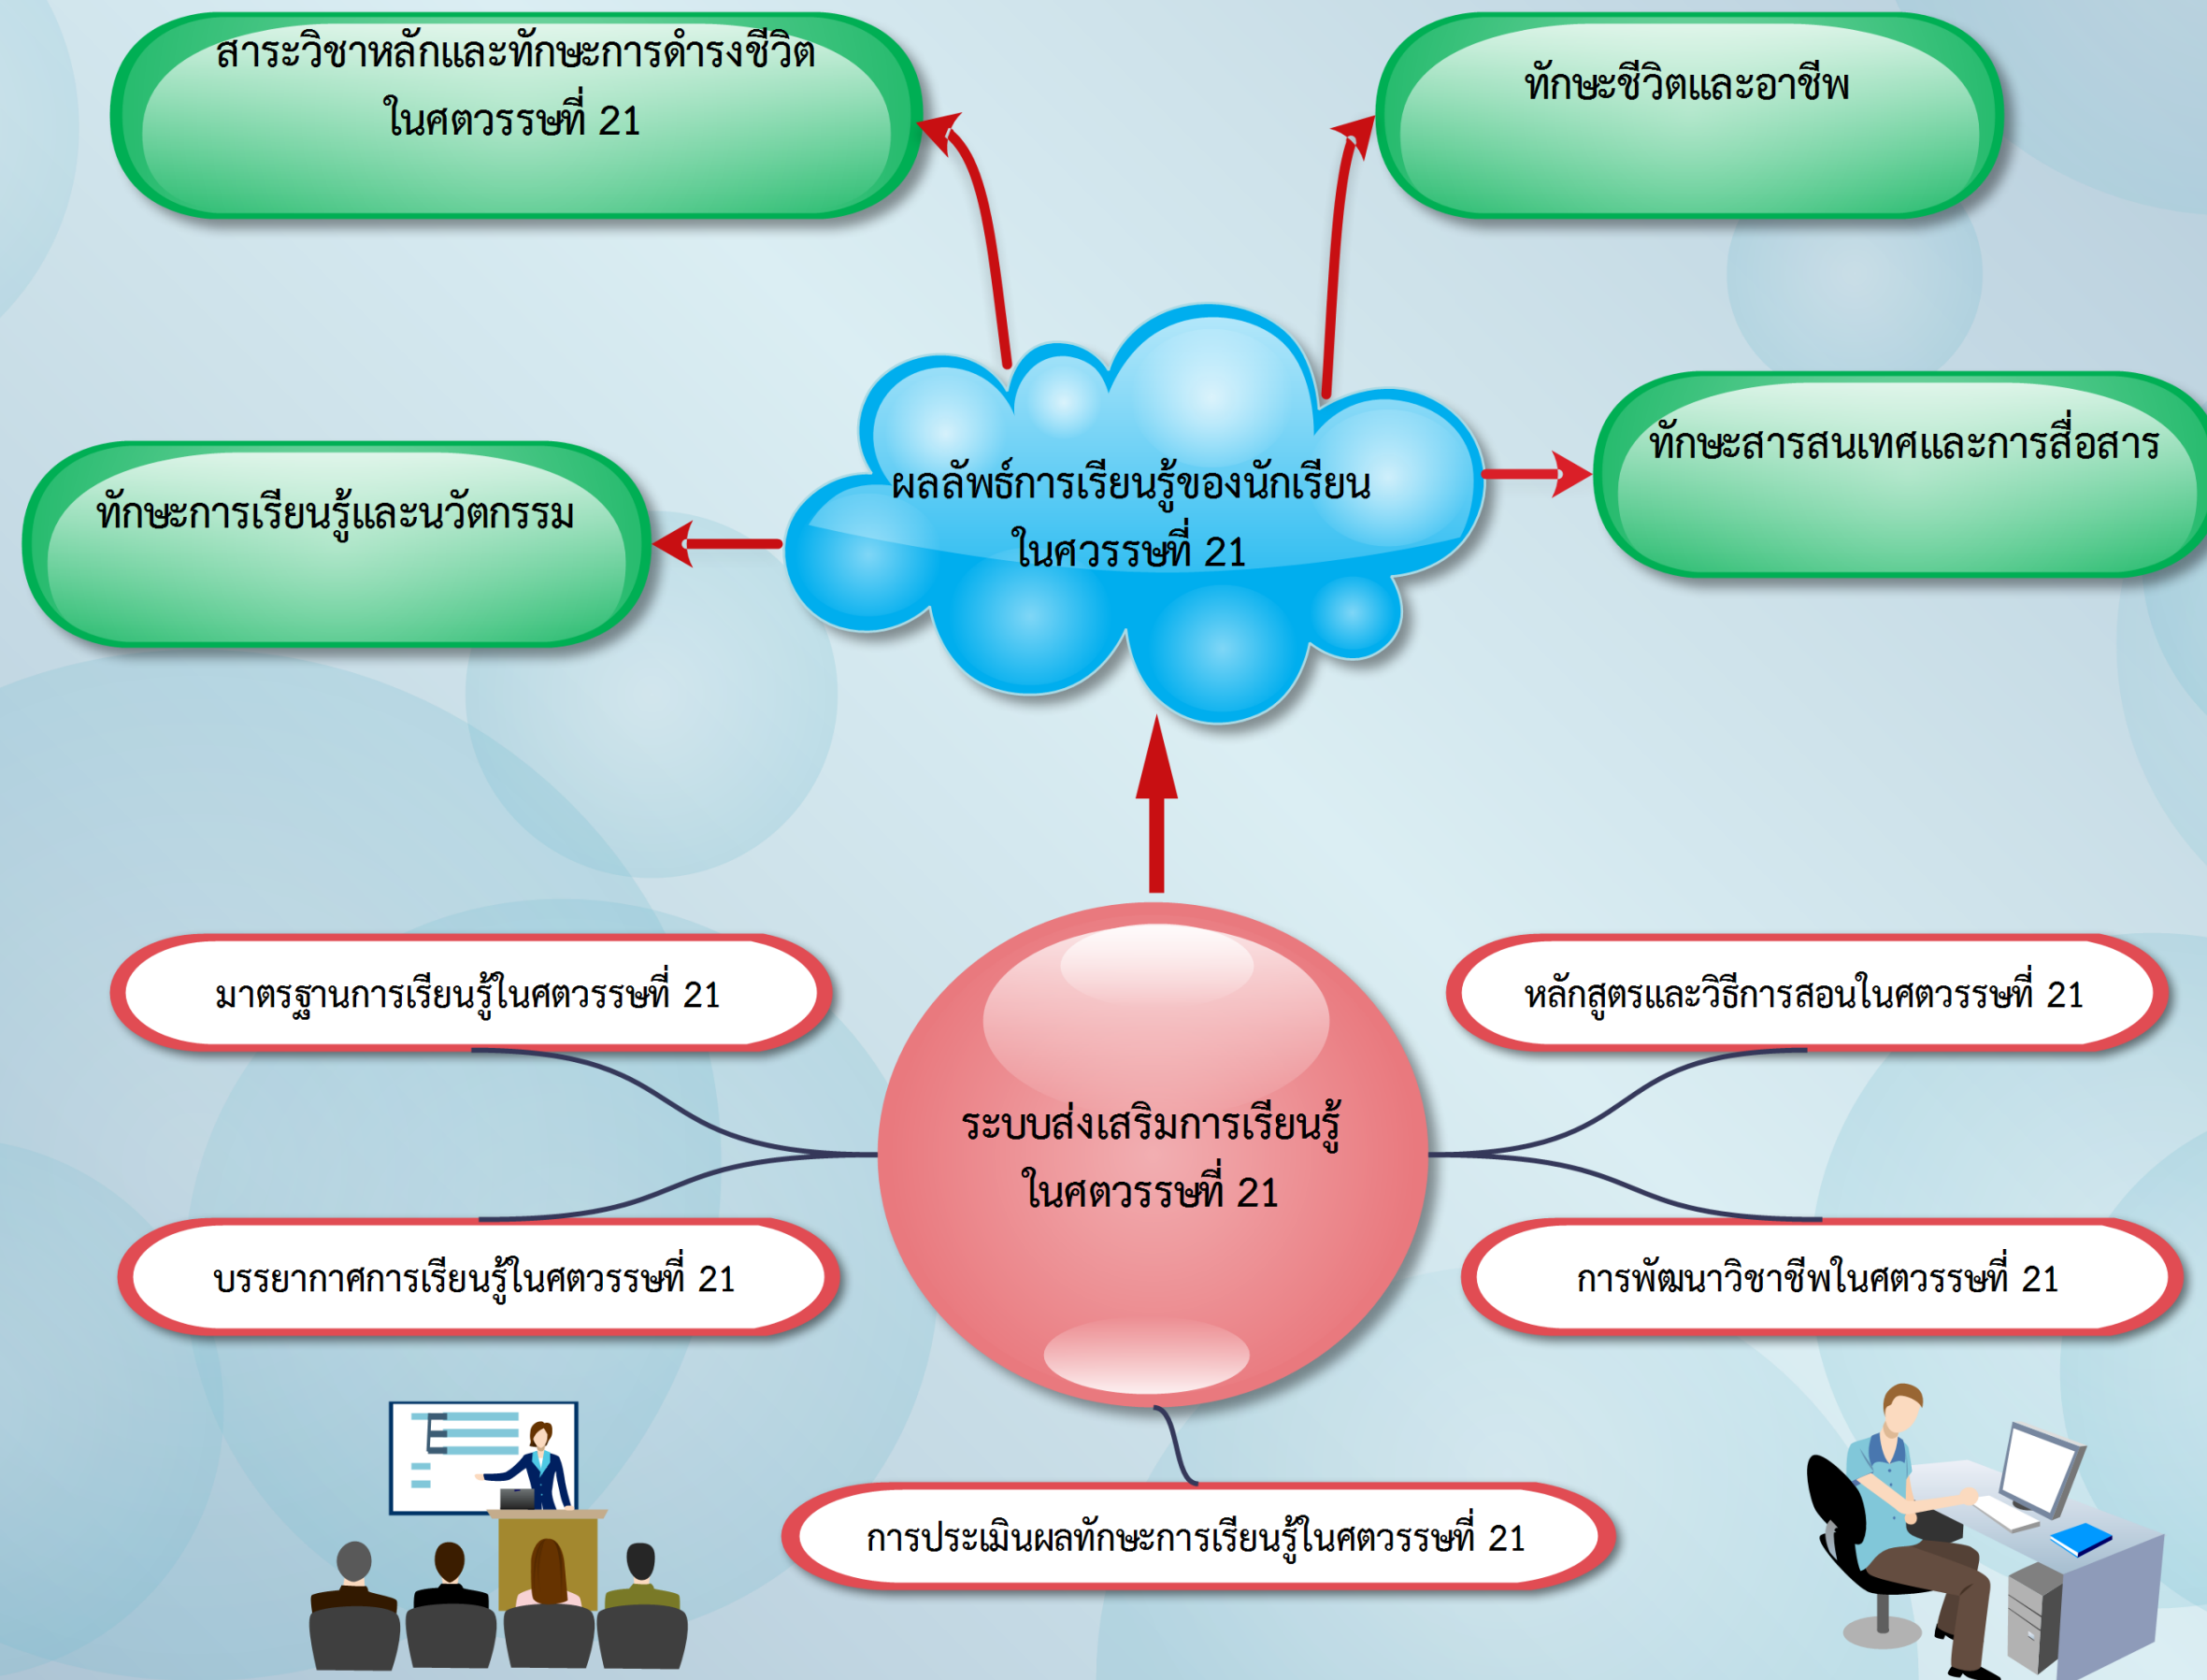 สาระวิชาหลักและทักษะการดำรงชีวิต
ในศตวรรษที่ 21
ทักษะชีวิตและอาชีพ
ทักษะการเรียนรู้และนวัตกรรม
ผลลัพธ์การเรียนรู้ของนักเรียน
ในศวรรษที่ 21
ทักษะสารสนเทศและการสื่อสาร
มาตรฐานการเรียนรู้ในศตวรรษที่ 21
หลักสูตรและวิธีการสอนในศตวรรษที่ 21
ระบบส่งเสริมการเรียนรู้
ในศตวรรษที่ 21
บรรยากาศการเรียนรู้ในศตวรรษที่ 21
การพัฒนาวิชาชีพในศตวรรษที่ 21
การประเมินผลทักษะการเรียนรู้ในศตวรรษที่ 21